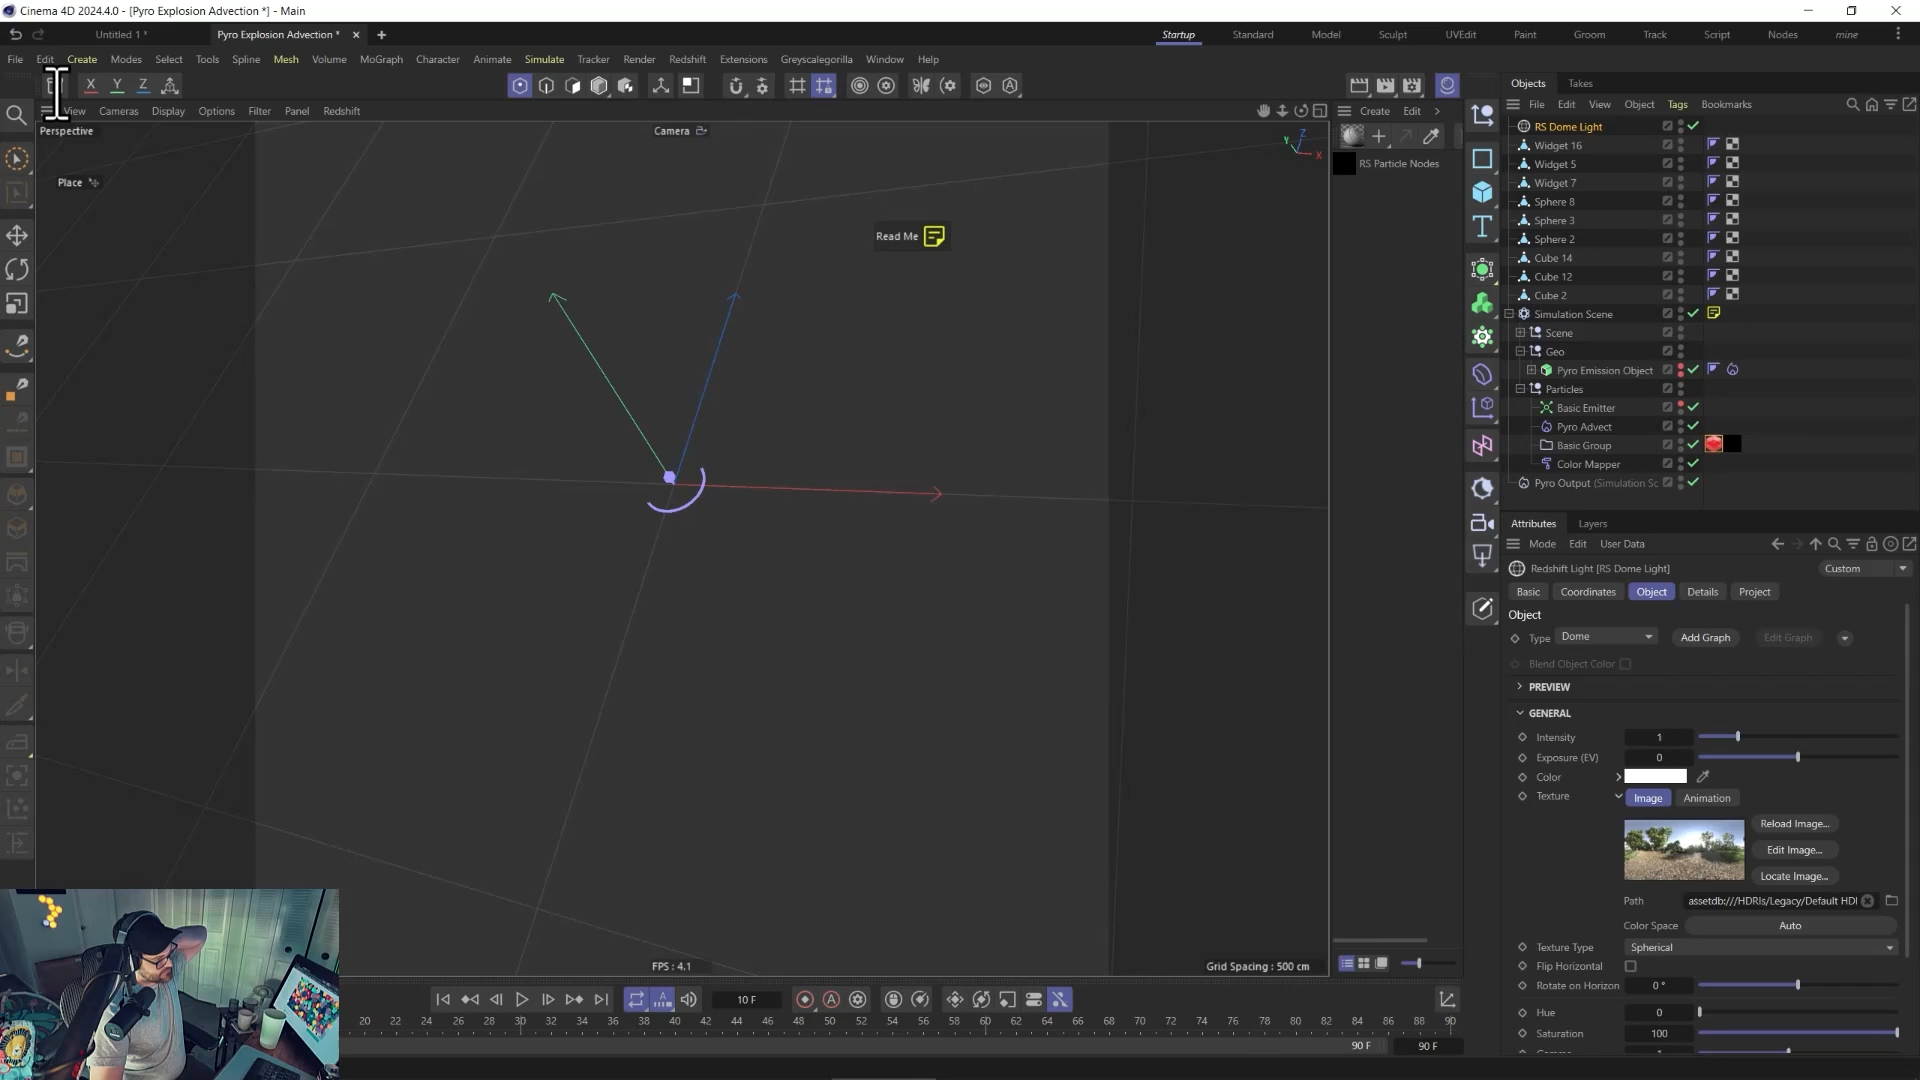 Cinema 4D 2024.4.0 - [Pyro Explosion Advection *] - Main
Untitled 1 *
Pyro Explosion Advection *
Startup
Standard
Model
Sculpt
UVEdit
Paint
Groom
Track
Script
Nodes
mine
File
Edit
Create
Modes
Select
Tools
Spline
Mesh
Volume
MoGraph
Character
Animate
Simulate
Tracker
Render
Redshift
Extensions
Greyscalegorilla
Window
Help
X
Y
Z
View
Cameras
Display
Options
Filter
Panel
Redshift
Perspective
Camera
Place
Read Me
Z
Y
X
FPS : 4.1
Grid Spacing : 500 cm
Create
Edit
RS Particle Nodes
Objects
Takes
File
Edit
View
Object
Tags
Bookmarks
RS Dome Light
Widget 16
Widget 5
Widget 7
Sphere 8
Sphere 3
Sphere 2
Cube 14
Cube 12
Cube 2
Simulation Scene
Scene
Geo
Pyro Emission Object
Particles
Basic Emitter
Pyro Advect
Basic Group
Color Mapper
Pyro Output (Simulation Sc
Attributes
Layers
Mode
Edit
User Data
Redshift Light [RS Dome Light]
Custom
Basic
Coordinates
Object
Details
Project
Object
Type
Dome
Add Graph
Edit Graph
Blend Object Color
PREVIEW
GENERAL
Intensity
1
Exposure (EV)
0
Color
Texture
Image
Animation
Reload Image...
Edit Image...
Locate Image...
Path
assetdb:///HDRIs/Legacy/Default HDI
Color Space
Auto
Texture Type
Spherical
Flip Horizontal
Rotate on Horizon
0 °
Hue
0
Saturation
100
10 F
20 22 24 26 28 30 32 34 36 38 40 42 44 46 48 50 52 54 56 58 60 62 64 66 68 70 72 74 76 78 80 82 84 86 88 90
90 F
90 F